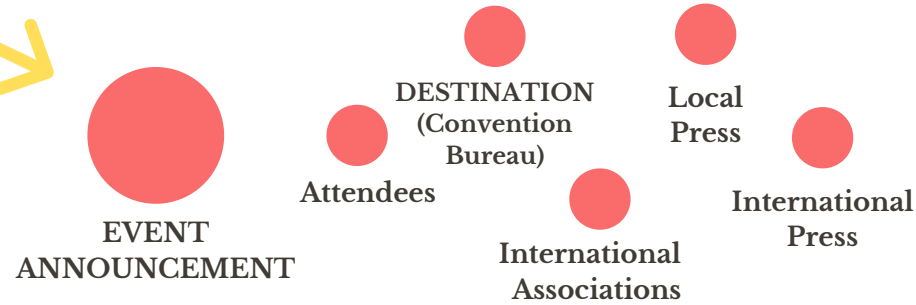 EVENT
ANNOUNCEMENT
Attendees
DESTINATION
(Convention
Bureau)
International
Associations
Local
Press
International
Press